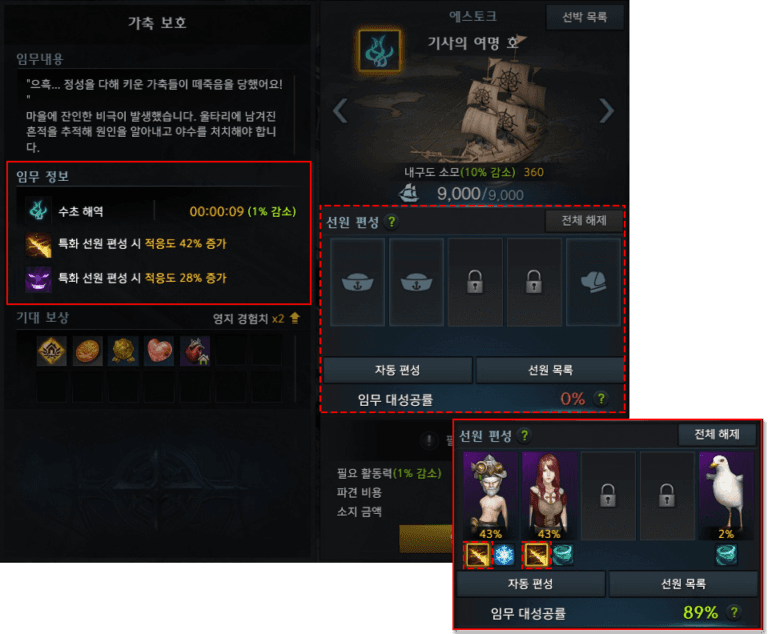 가축 보호
임무내용
"으흑... 정성을 다해 키운 가축들이 떼죽음을 당했어요!
"
마을에 잔인한 비극이 발생했습니다. 울타리에 남겨진
흔적을 추적해 원인을 알아내고 야수를 처치해야 합니
다.
임무 정보
수초 해역 00:00:09 (1% 감소)
특화 선원 편성 시 적응도 42% 증가
특화 선원 편성 시 적응도 28% 증가
기대 보상 영지 경험치 x2
에스토크
선박 목록
기사의 여명 호
내구도 소모(10% 감소) 360
9,000/9,000
선원 편성 ?
전체 해제
자동 편성
선원 목록
임무 대성공률 0% ?
!
필요 활동력(1% 감소)
파견 비용
소지 금액
선원 편성 ?
전체 해제
43% 43% 2%
자동 편성
선원 목록
임무 대성공률 89% ?